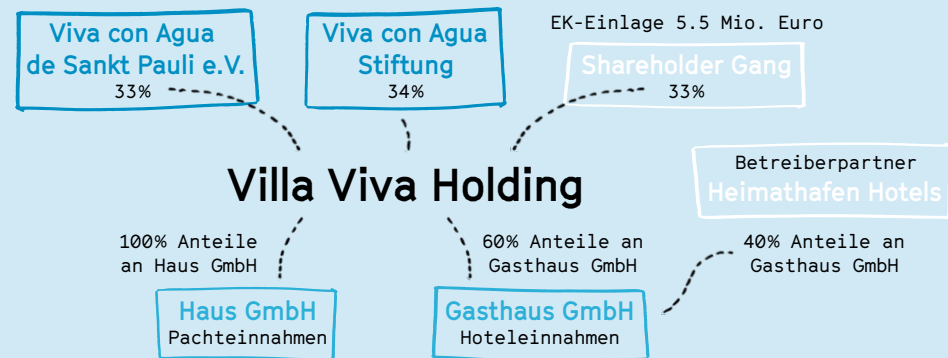 Viva con Agua
de Sankt Pauli e.V.
33%
Viva con Agua
Stiftung
34%
EK-Einlage 5.5 Mio. Euro
Shareholder Gang
33%
Villa Viva Holding
Betreiberpartner
Heimathafen Hotels
100% Anteile
an Haus GmbH
60% Anteile an
Gasthaus GmbH
40% Anteile an
Gasthaus GmbH
Haus GmbH
Pachteinnahmen
Gasthaus GmbH
Hoteleinnahmen